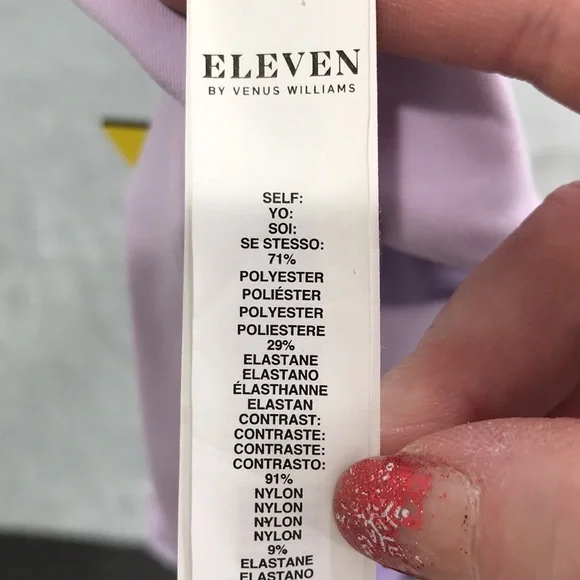 ELEVEN
BY VENUS WILLIAMS
SELF:
YO:
SOI:
SE STESSO:
71%
POLYESTER
POLIÉSTER
POLYESTER
POLIESTERE
29%
ELASTANE
ELASTANO
ÉLASTHANNE
ELASTAN
CONTRAST:
CONTRASTE:
CONTRASTE:
CONTRASTO:
91%
NYLON
NYLON
NYLON
NYLON
9%
ELASTANE
ELASTANO